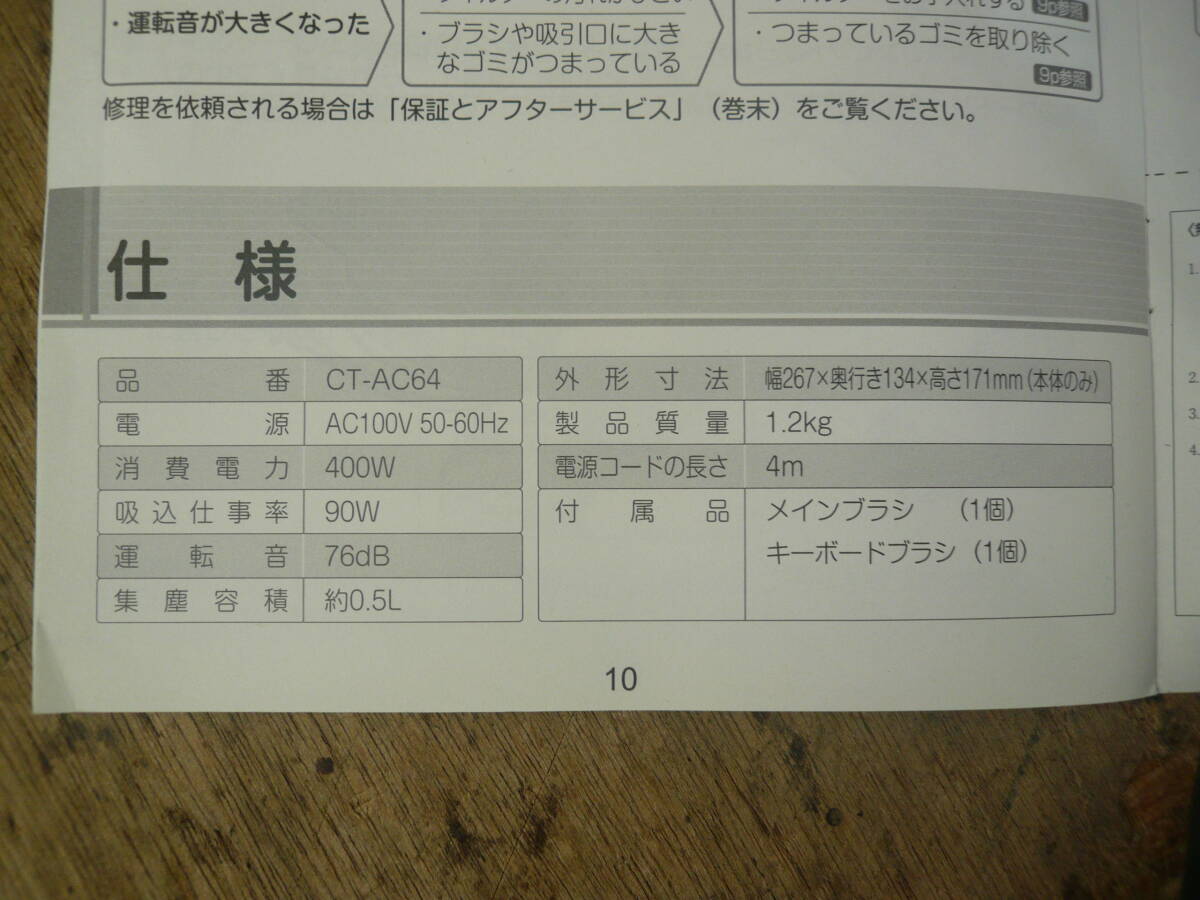 ・運転音が大きくなった
・ブラシや吸引口に大き
なゴミがつまっている
9p参照
・つまっているゴミを取り除く
9p参照
修理を依頼される場合は「保証とアフターサービス」（巻末）をご覧ください。
仕様
品番 CT-AC64
電源 AC100V 50-60Hz
消費電力 400W
吸込仕事率 90W
運転音 76dB
集塵容積 約0.5L
外形寸法 幅267×奥行き134×高さ171mm（本体のみ）
製品質量 1.2kg
電源コードの長さ 4m
付属品 メインブラシ （1個）
キーボードブラシ（1個）
10
1.
2.
3.
4.